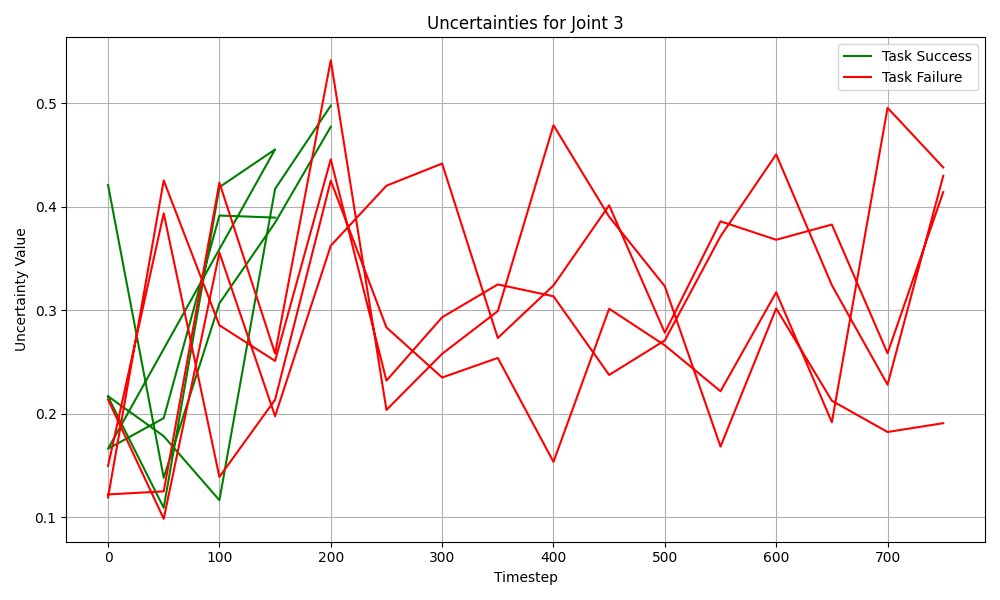 Uncertainties for Joint 3
Task Success
Task Failure
Uncertainty Value
0.5
0.4
0.3
0.2
0.1
0 100 200 300 400 500 600 700
Timestep